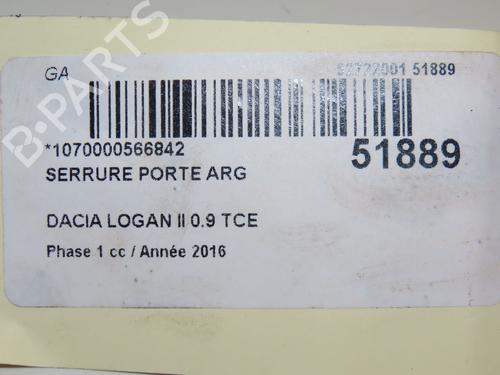 GA
51889
*1070000566842
51889
SERRURE PORTE ARG
DACIA LOGAN II 0.9 TCE
Phase 1 cc / Année 2016
B-PARTS